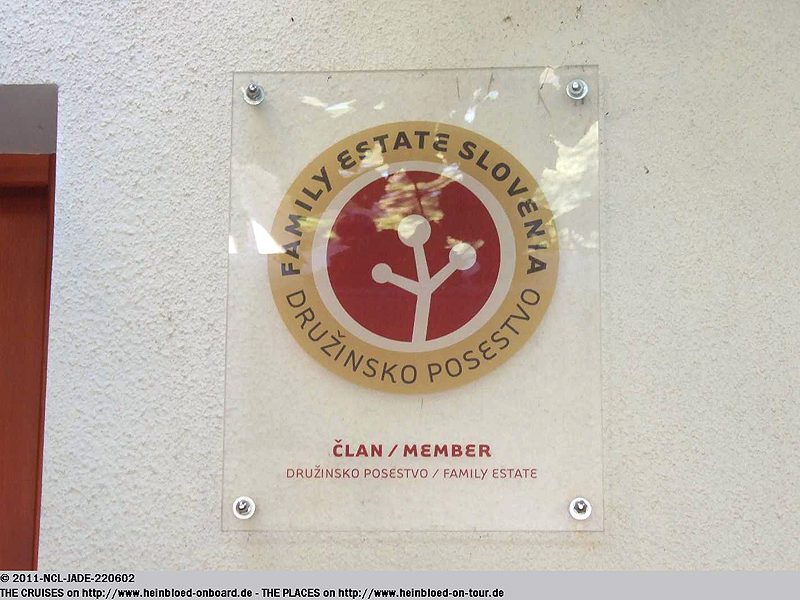 FAMILY ESTATE SLOVENIA
DRUŽINSKO POSESTVO
ČLAN / MEMBER
DRUŽINSKO POSESTVO / FAMILY ESTATE
© 2011-NCL-JADE-220602
THE CRUISES on http://www.heinbloed-onboard.de - THE PLACES on http://www.heinbloed-on-tour.de